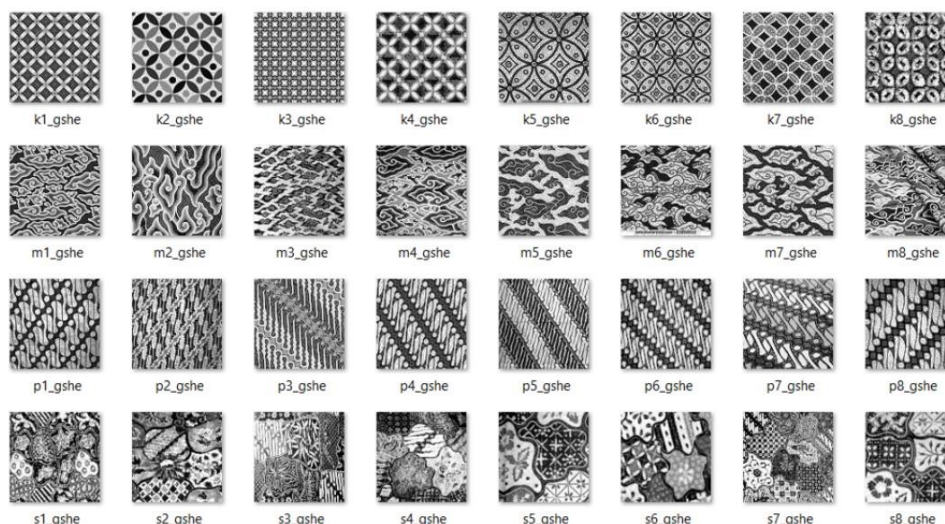 k1_gshe k2_gshe k3_gshe k4_gshe k5_gshe k6_gshe k7_gshe k8_gshe
m1_gshe m2_gshe m3_gshe m4_gshe m5_gshe m6_gshe m7_gshe m8_gshe
p1_gshe p2_gshe p3_gshe p4_gshe p5_gshe p6_gshe p7_gshe p8_gshe
s1_gshe s2_gshe s3_gshe s4_gshe s5_gshe s6_gshe s7_gshe s8_gshe